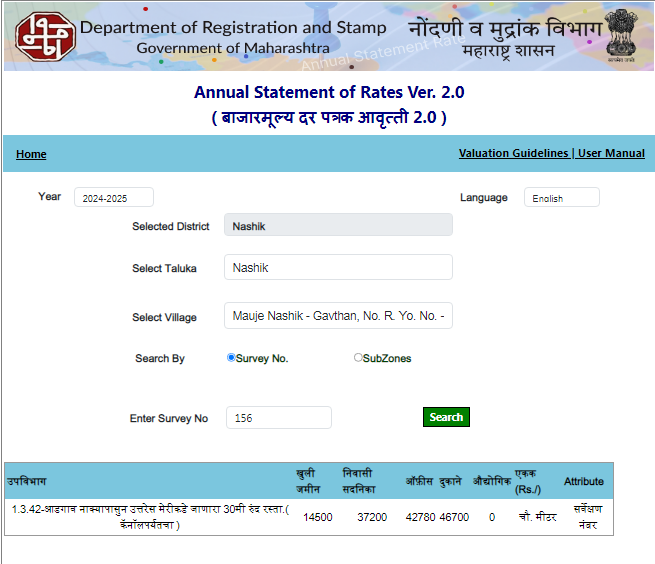 Department of Registration and Stamp
Government of Maharashtra
नोंदणी व मुद्रांक विभाग
महाराष्ट्र शासन
Annual Statement Rate
Annual Statement of Rates Ver. 2.0
( बाजारमूल्य दर पत्रक आवृत्ती 2.0 )
Home
Valuation Guidelines | User Manual
Year 2024-2025 Language English
Selected District Nashik
Select Taluka Nashik
Select Village Mauje Nashik - Gavthan, No. R. Yo. No. -
Search By Survey No. SubZones
Enter Survey No 156 Search
उपविभाग खुली जमीन निवासी सदनिका ऑफ़ीस दुकाने औद्योगिक एकक (Rs./) Attribute
1.3.42-आडगाव नाक्यापासुन उत्तरेस मेरीकडे जाणारा 30मी रुंद रस्ता.( कॅनॉलपर्यंतचा ) 14500 37200 42780 46700 0 चौ. मीटर सर्वेक्षण नंबर